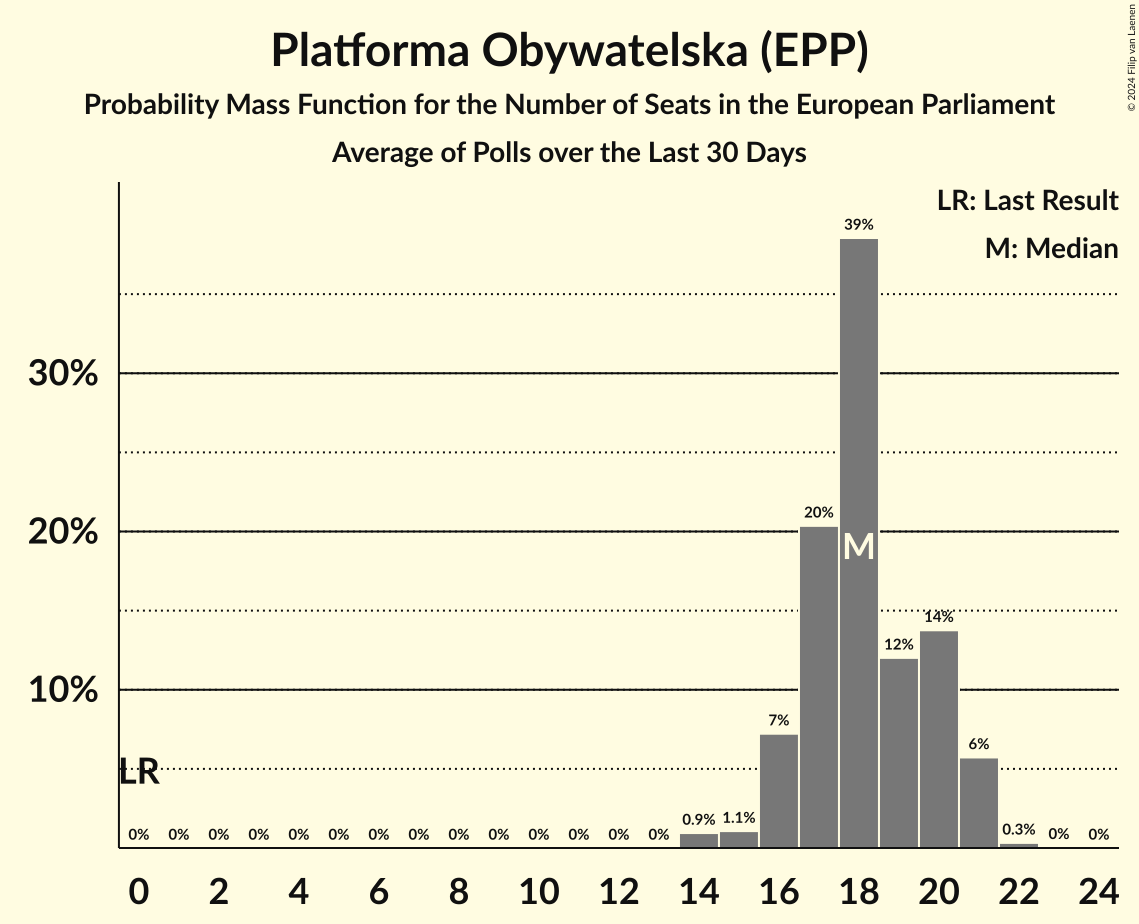 Platforma Obywatelska (EPP)
Probability Mass Function for the Number of Seats in the European Parliament
Average of Polls over the Last 30 Days
© 2024 Filip van Laenen
LR: Last Result
M: Median
39%
30%
20%
20%
M
14%
12%
10%
7%
6%
LR
0% 0% 0% 0% 0% 0% 0% 0% 0% 0% 0% 0% 0% 0% 0.9% 1.1% 0.3% 0% 0%
0 2 4 6 8 10 12 14 16 18 20 22 24